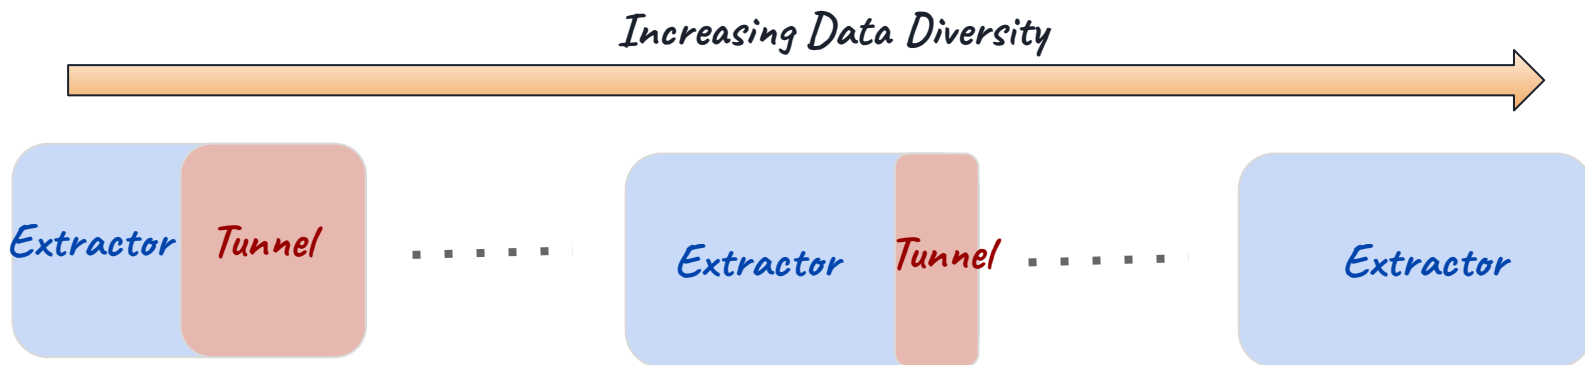 Increasing Data Diversity
Extractor
Tunnel
Extractor
Tunnel
Extractor